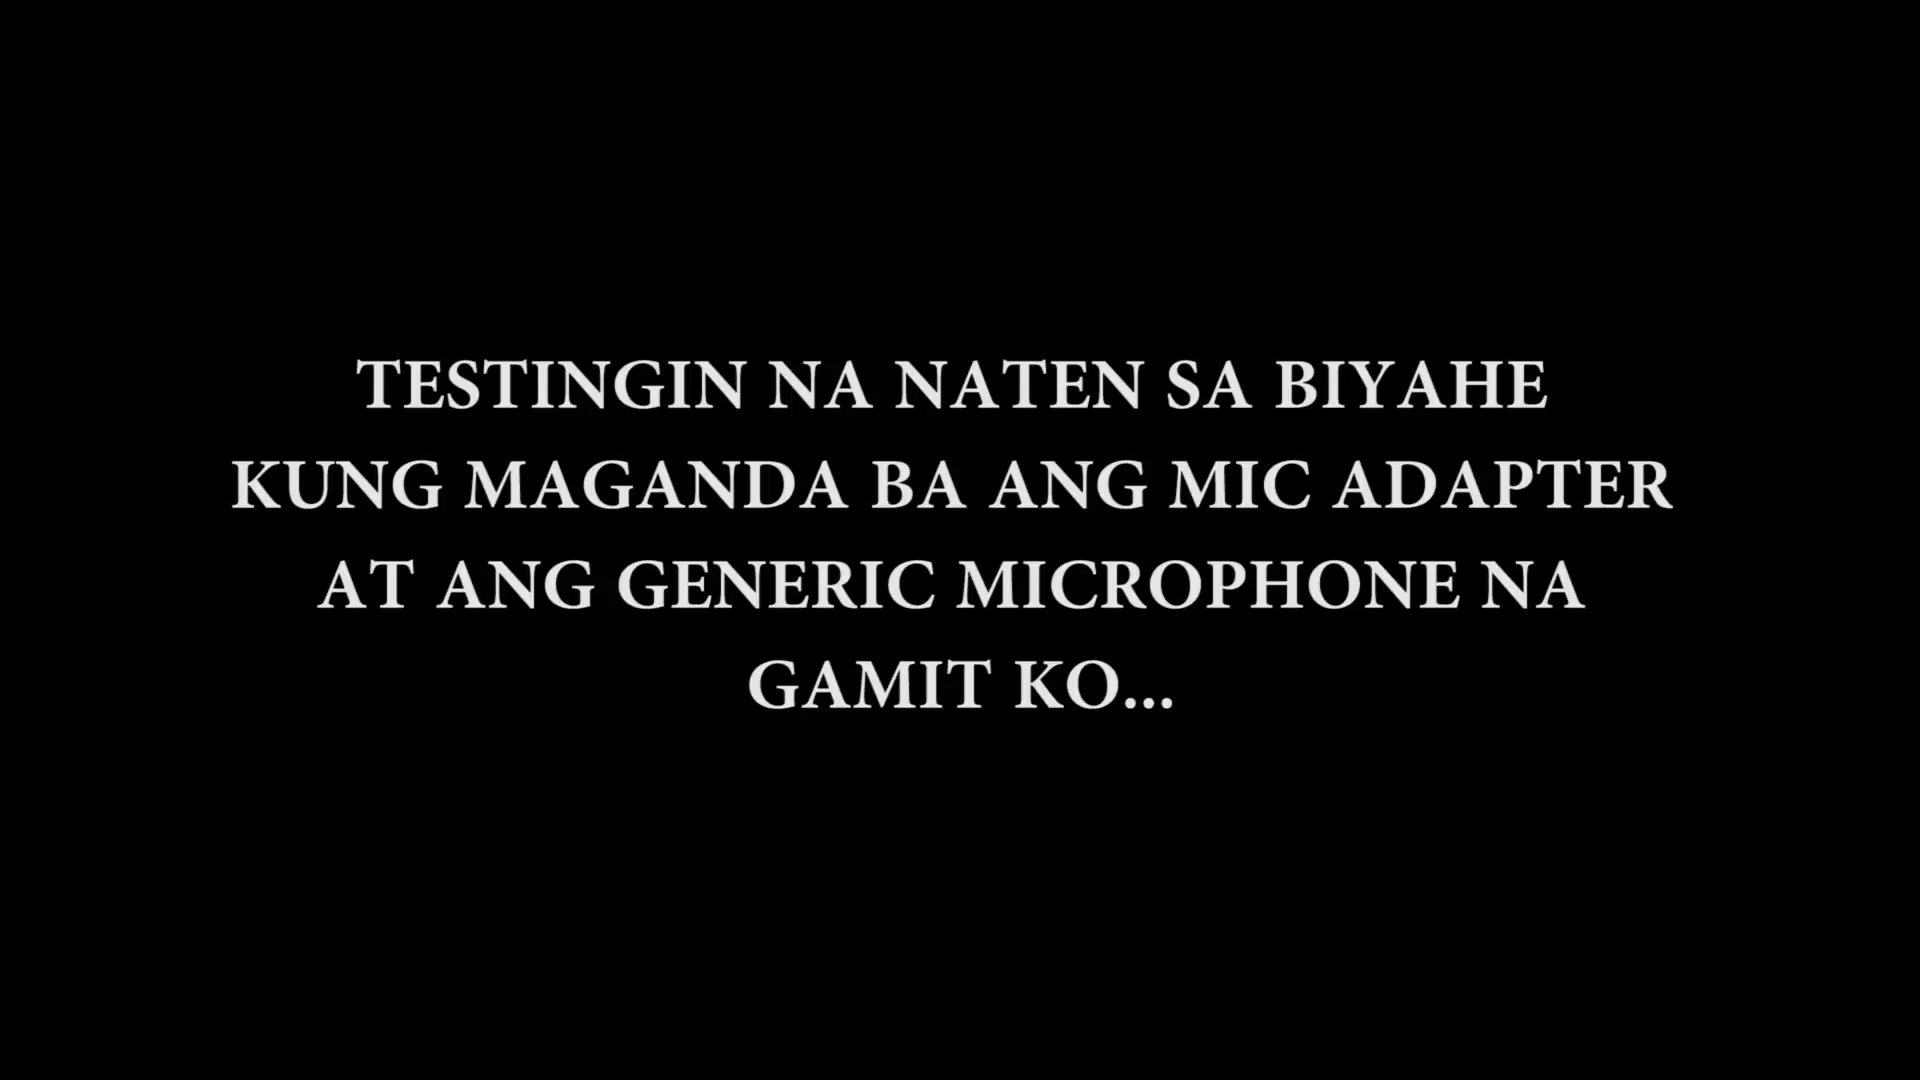 TESTINGIN NA NATEN SA BIYAHE
KUNG MAGANDA BA ANG MIC ADAPTER
AT ANG GENERIC MICROPHONE NA
GAMIT KO...